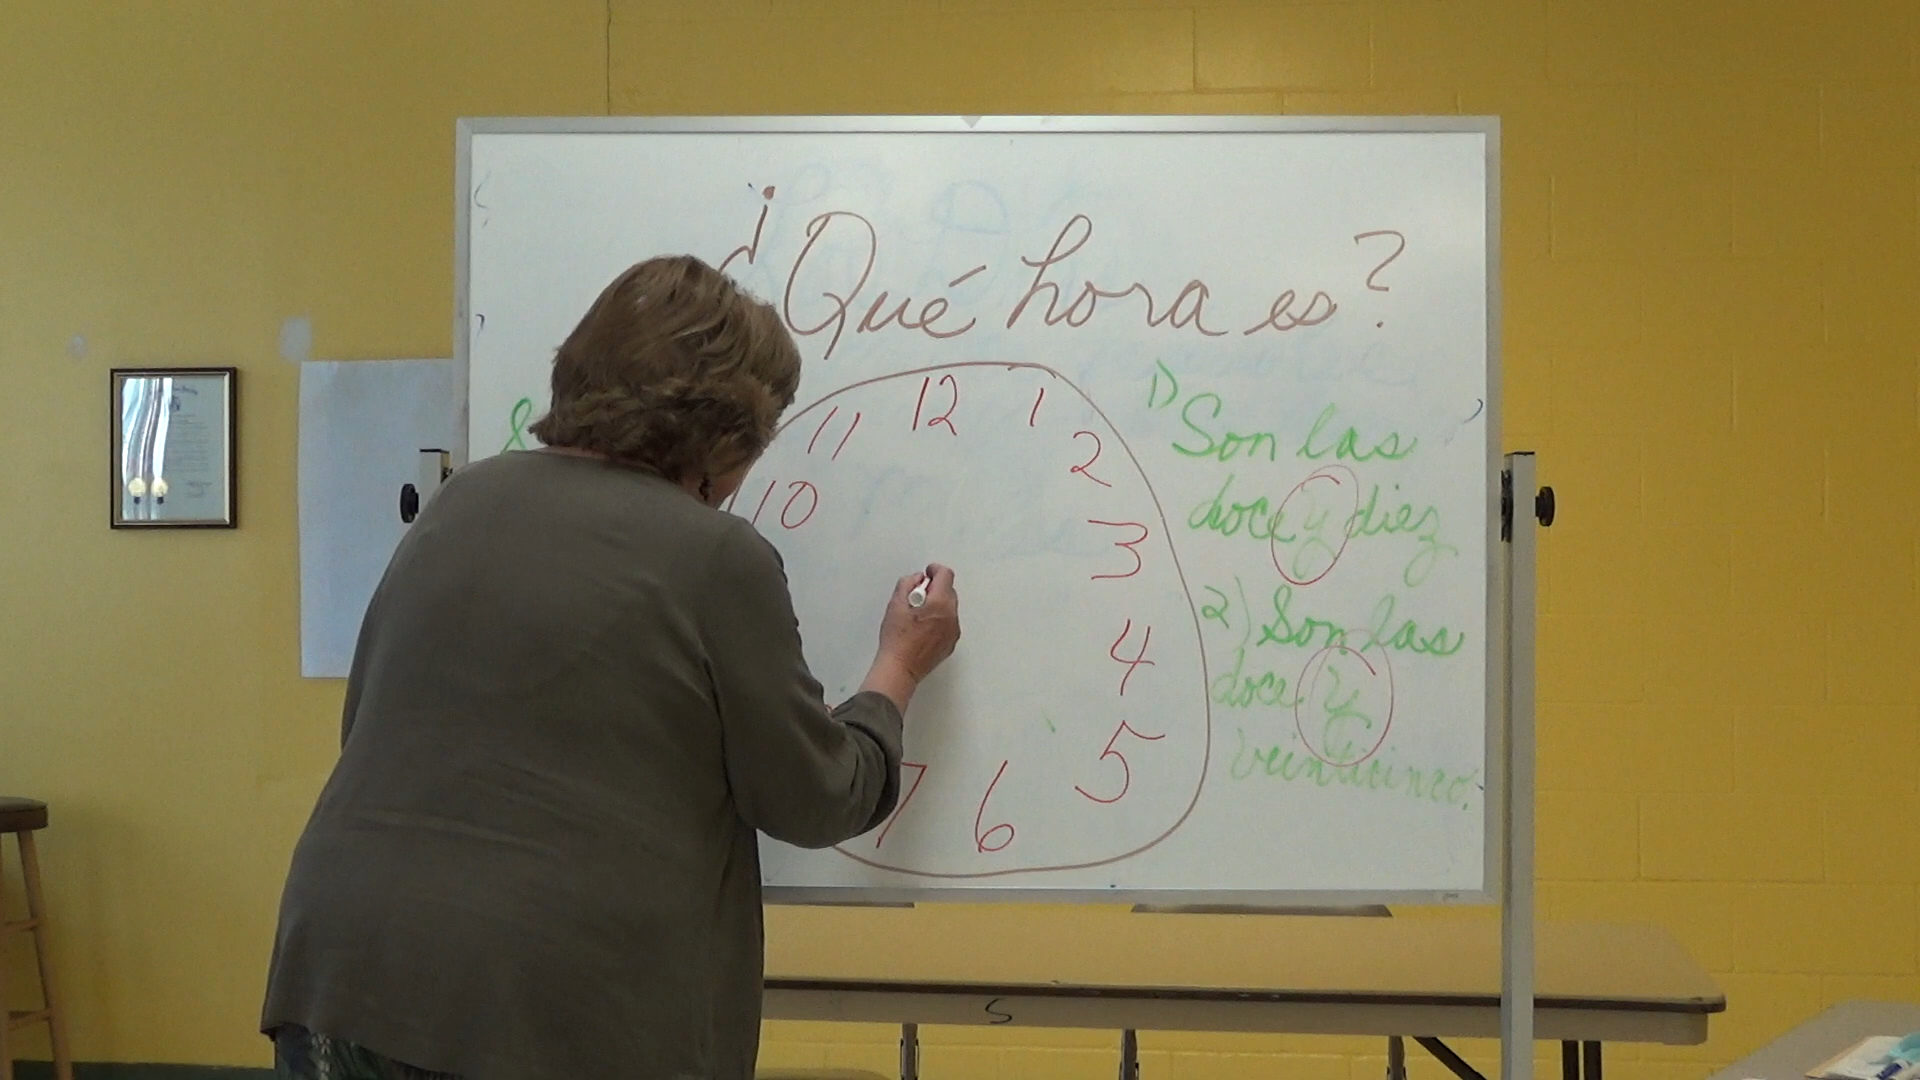 ¿Qué hora es?
12
11
1
2
10
3
4
5
7
6
1) Son las
doce y diez
2) Son las
doce y
veinticinco.
S